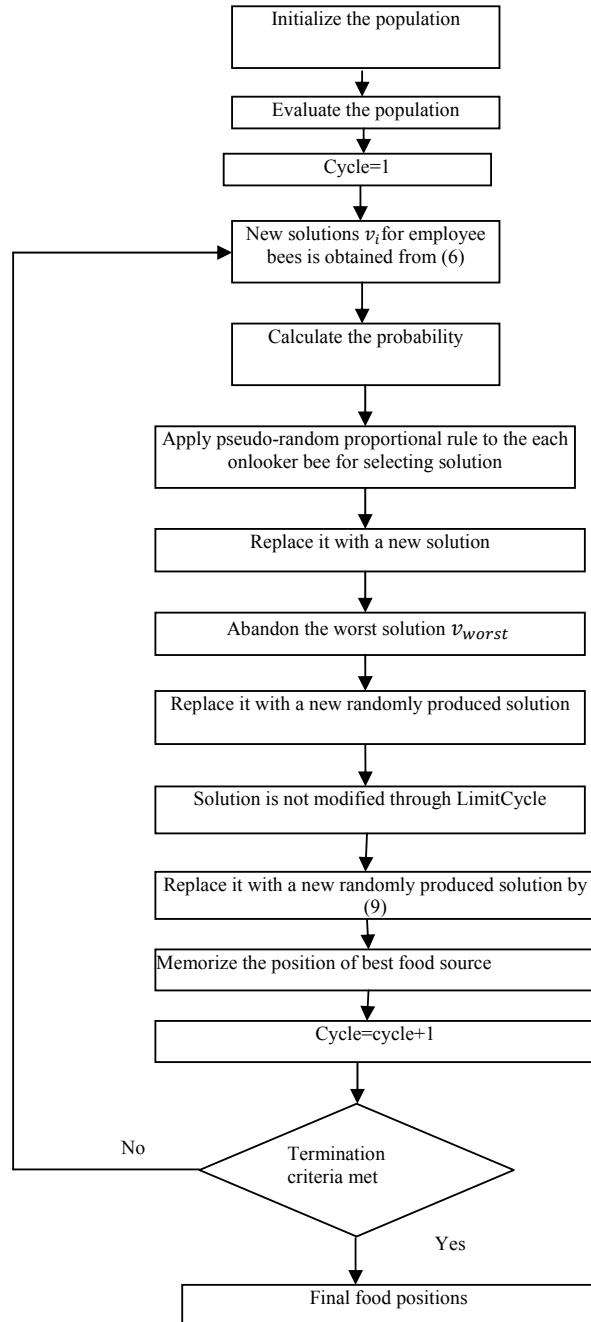 Initialize the population
Evaluate the population
Cycle=1
New solutions 𝑣𝑖 for employee
bees is obtained from (6)
Calculate the probability
Apply pseudo-random proportional rule to the each
onlooker bee for selecting solution
Replace it with a new solution
Abandon the worst solution 𝑣𝑤𝑜𝑟𝑠𝑡
Replace it with a new randomly produced solution
Solution is not modified through LimitCycle
Replace it with a new randomly produced solution by
(9)
Memorize the position of best food source
Cycle=cycle+1
No
Termination
criteria met
Yes
Final food positions